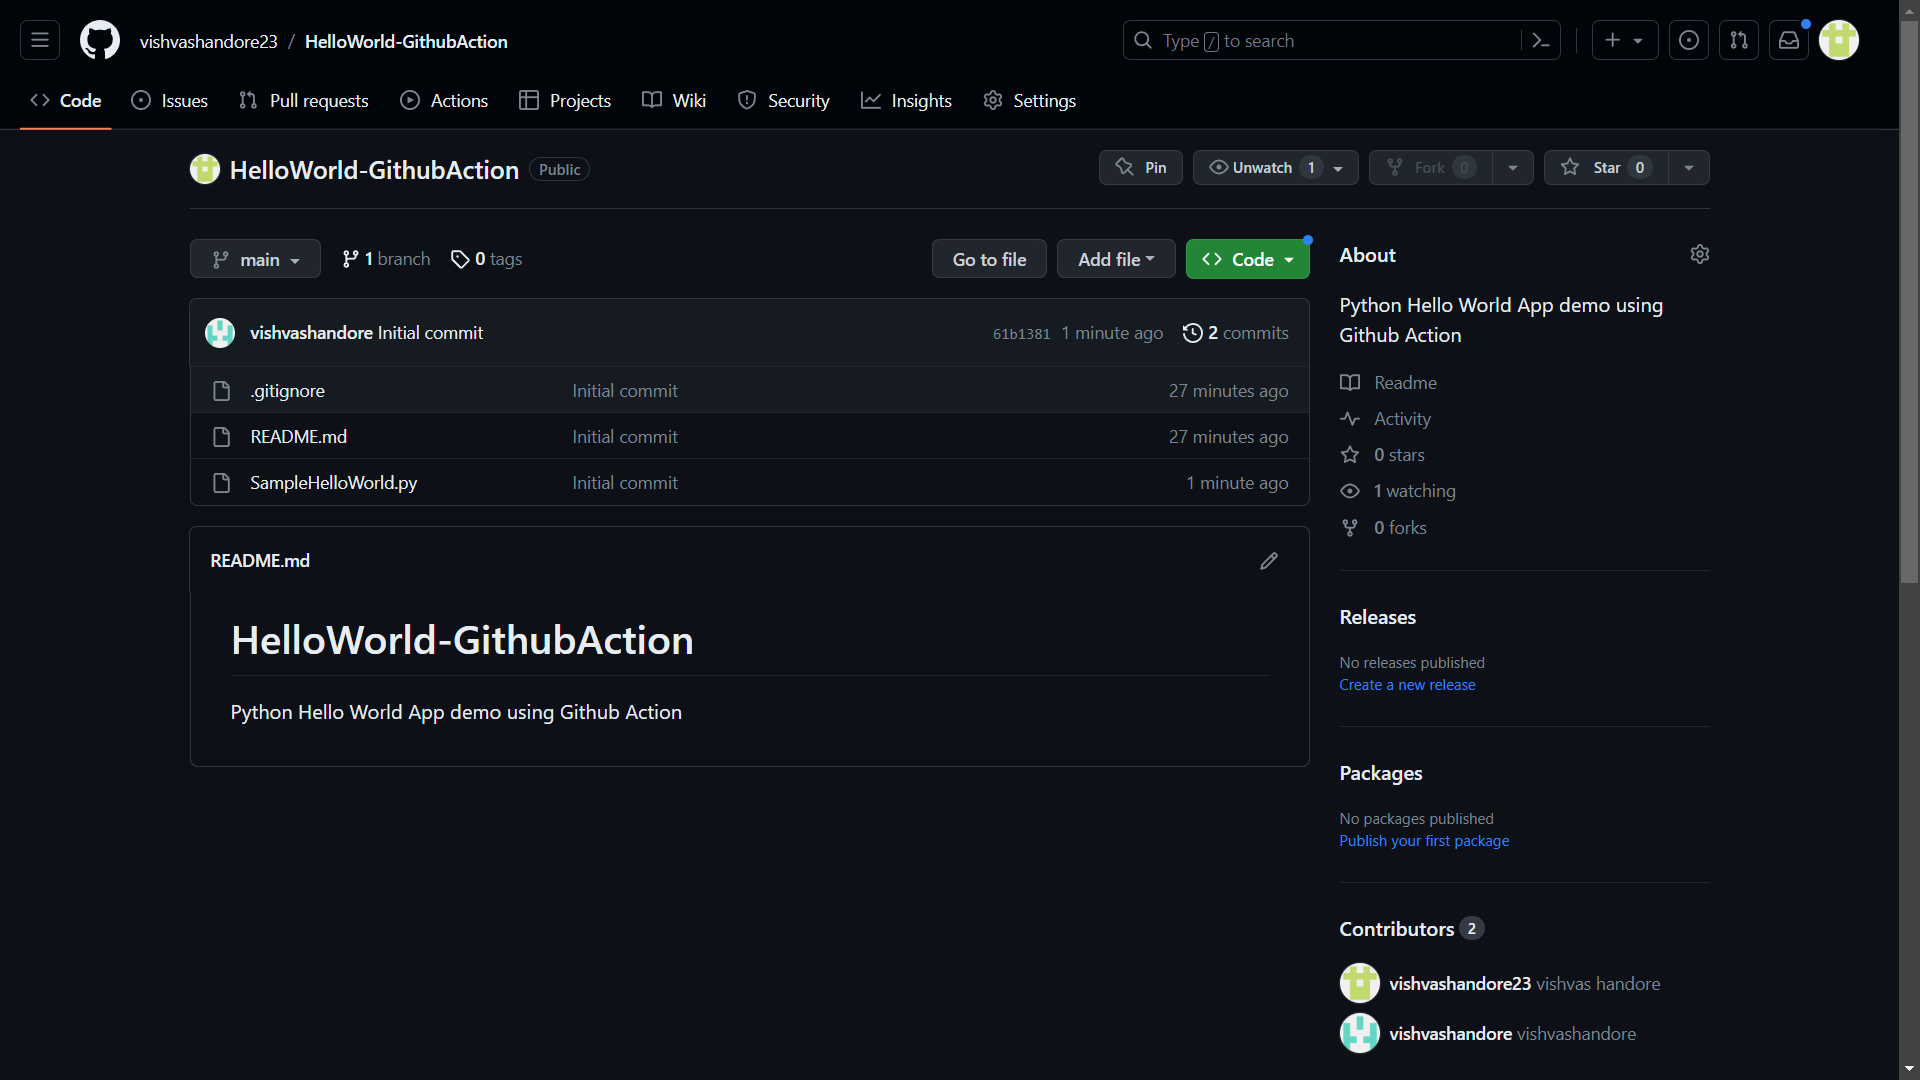 vishvashandore23 / HelloWorld-GithubAction
Type / to search
Code Issues Pull requests Actions Projects Wiki Security Insights Settings
HelloWorld-GithubAction Public
Pin Unwatch 1 Fork 0 Star 0
main 1 branch 0 tags Go to file Add file Code
vishvashandore Initial commit 61b1381 1 minute ago 2 commits
.gitignore Initial commit 27 minutes ago
README.md Initial commit 27 minutes ago
SampleHelloWorld.py Initial commit 1 minute ago
README.md
HelloWorld-GithubAction
Python Hello World App demo using Github Action
About
Python Hello World App demo using
Github Action
Readme
Activity
0 stars
1 watching
0 forks
Releases
No releases published
Create a new release
Packages
No packages published
Publish your first package
Contributors 2
vishvashandore23 vishvas handore
vishvashandore vishvashandore